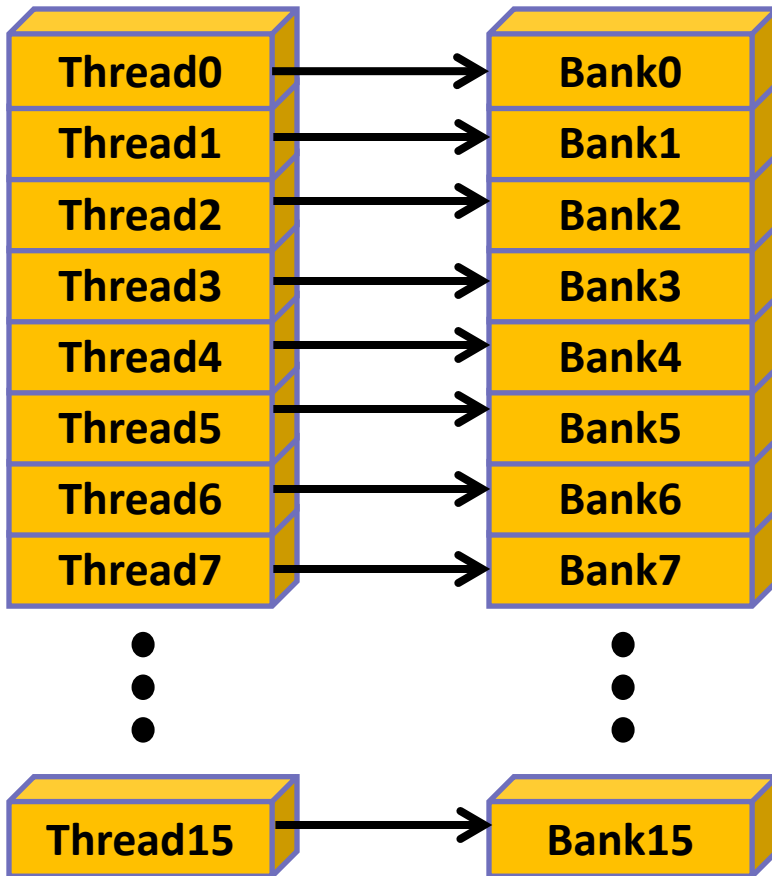 Thread0 Bank0
Thread1 Bank1
Thread2 Bank2
Thread3 Bank3
Thread4 Bank4
Thread5 Bank5
Thread6 Bank6
Thread7 Bank7
Thread15 Bank15